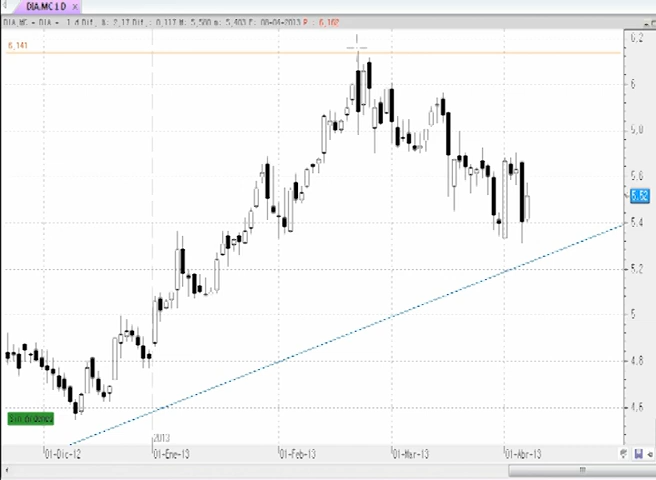 DIA.MC 1 D
DIA.MC - DIA - 1 d Dif,
2,17 Dif,: 0,117 M: 5,580 m: 5,403 F: 08-04-2013 P : 6,162
6,141
6.2
6
5.8
5.6
5.52
5.4
5.2
5
4.8
4.6
2013
01-Dic-12
01-Ene-13
01-Feb-13
01-Mar-13
01-Abr-13